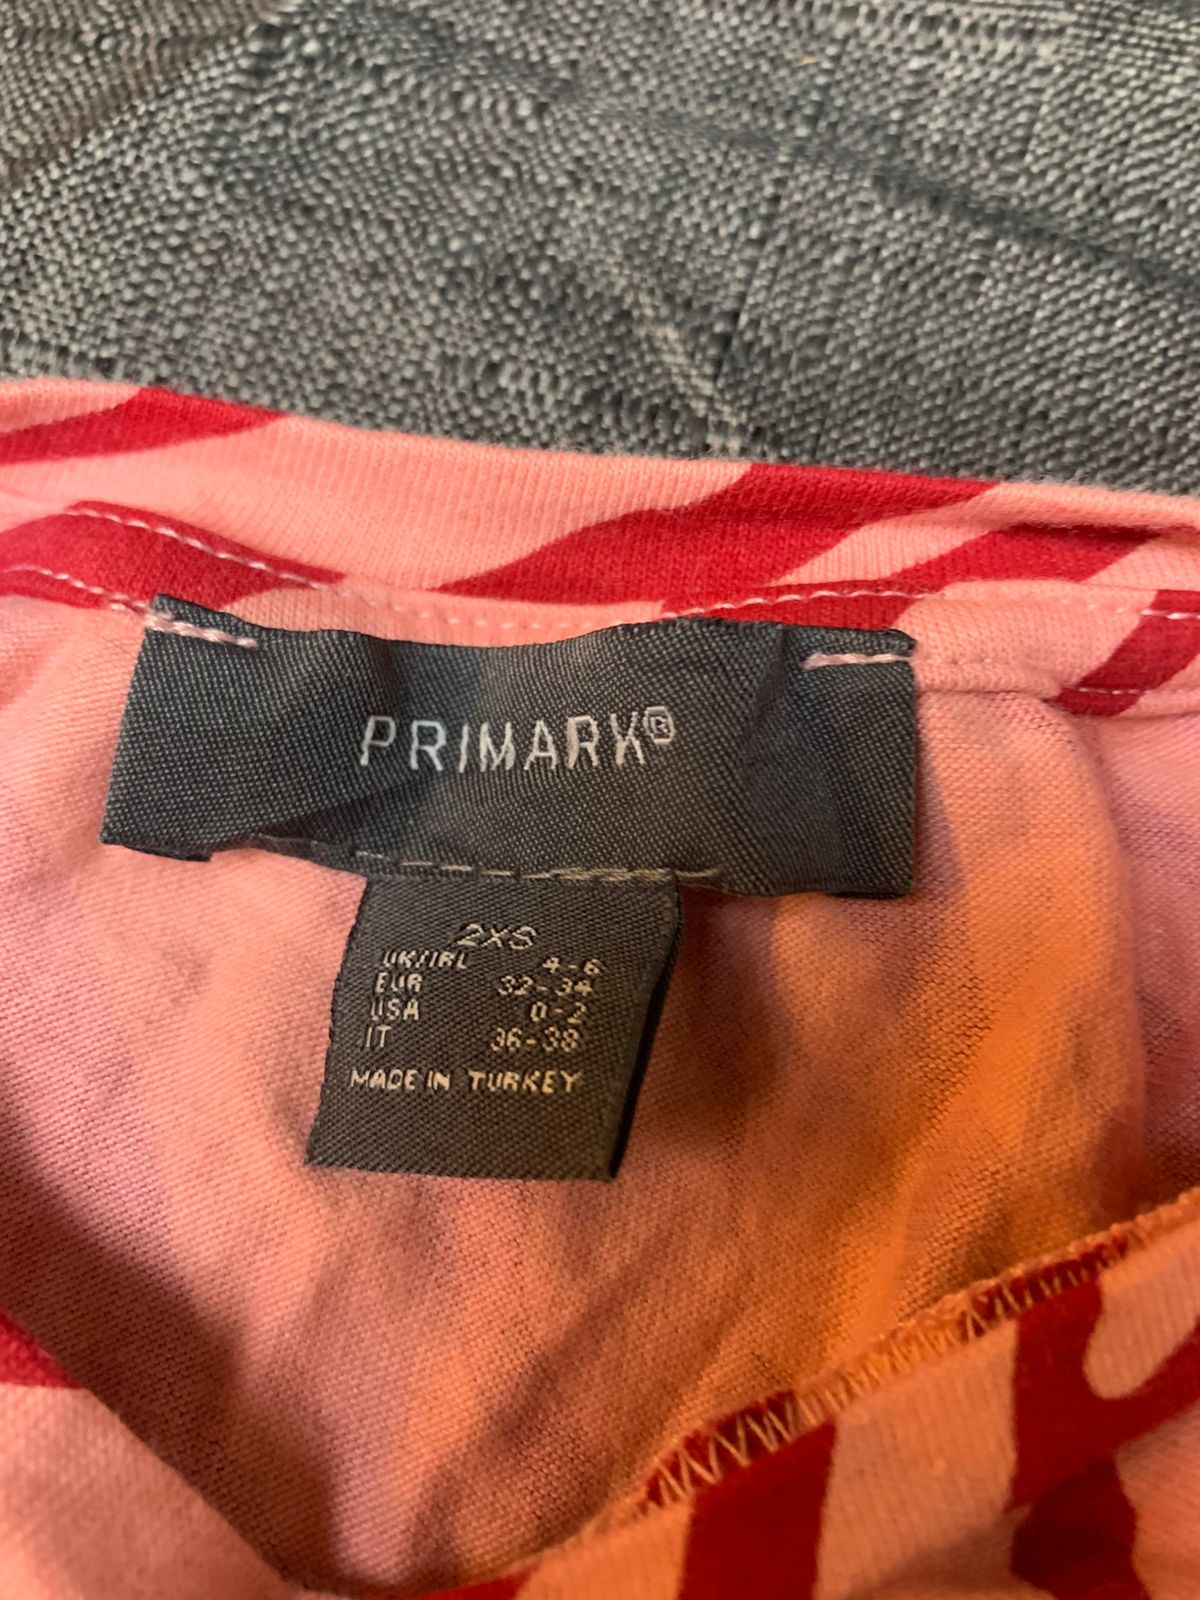 PRIMARK®
2XS
UK/IRL 4-6
EUR 32-34
USA 0-2
IT 36-38
MADE IN TURKEY